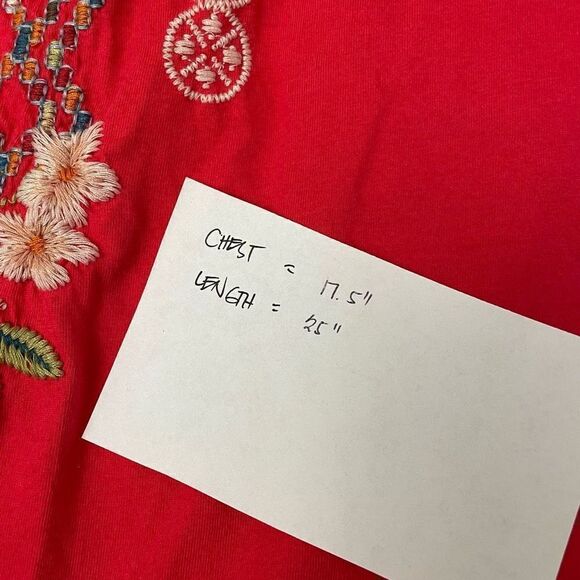 CHEST = 17.5"
LENGTH = 25"